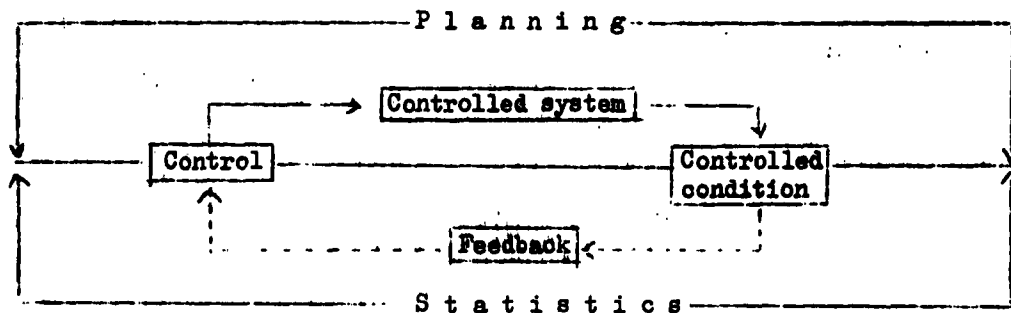 Planning
Controlled system
Control
Controlled
condition
Feedback
Statistics